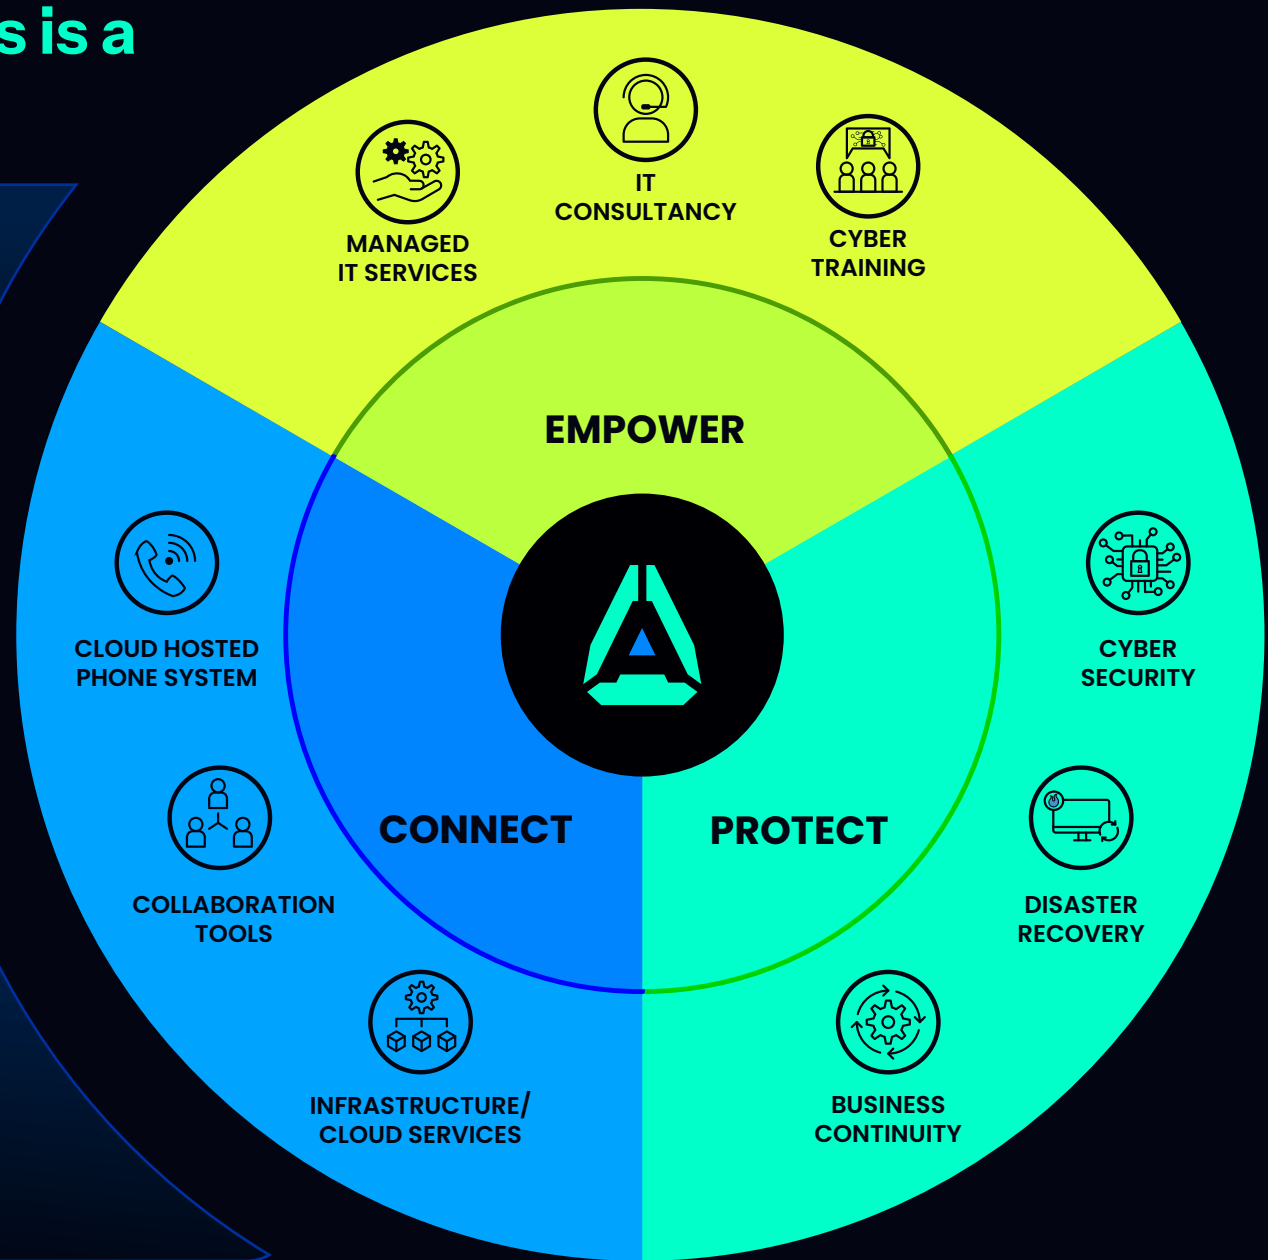 s is a
IT
CONSULTANCY
MANAGED
IT SERVICES
CYBER
TRAINING
EMPOWER
CLOUD HOSTED
PHONE SYSTEM
CYBER
SECURITY
CONNECT
PROTECT
COLLABORATION
TOOLS
DISASTER
RECOVERY
INFRASTRUCTURE/
CLOUD SERVICES
BUSINESS
CONTINUITY